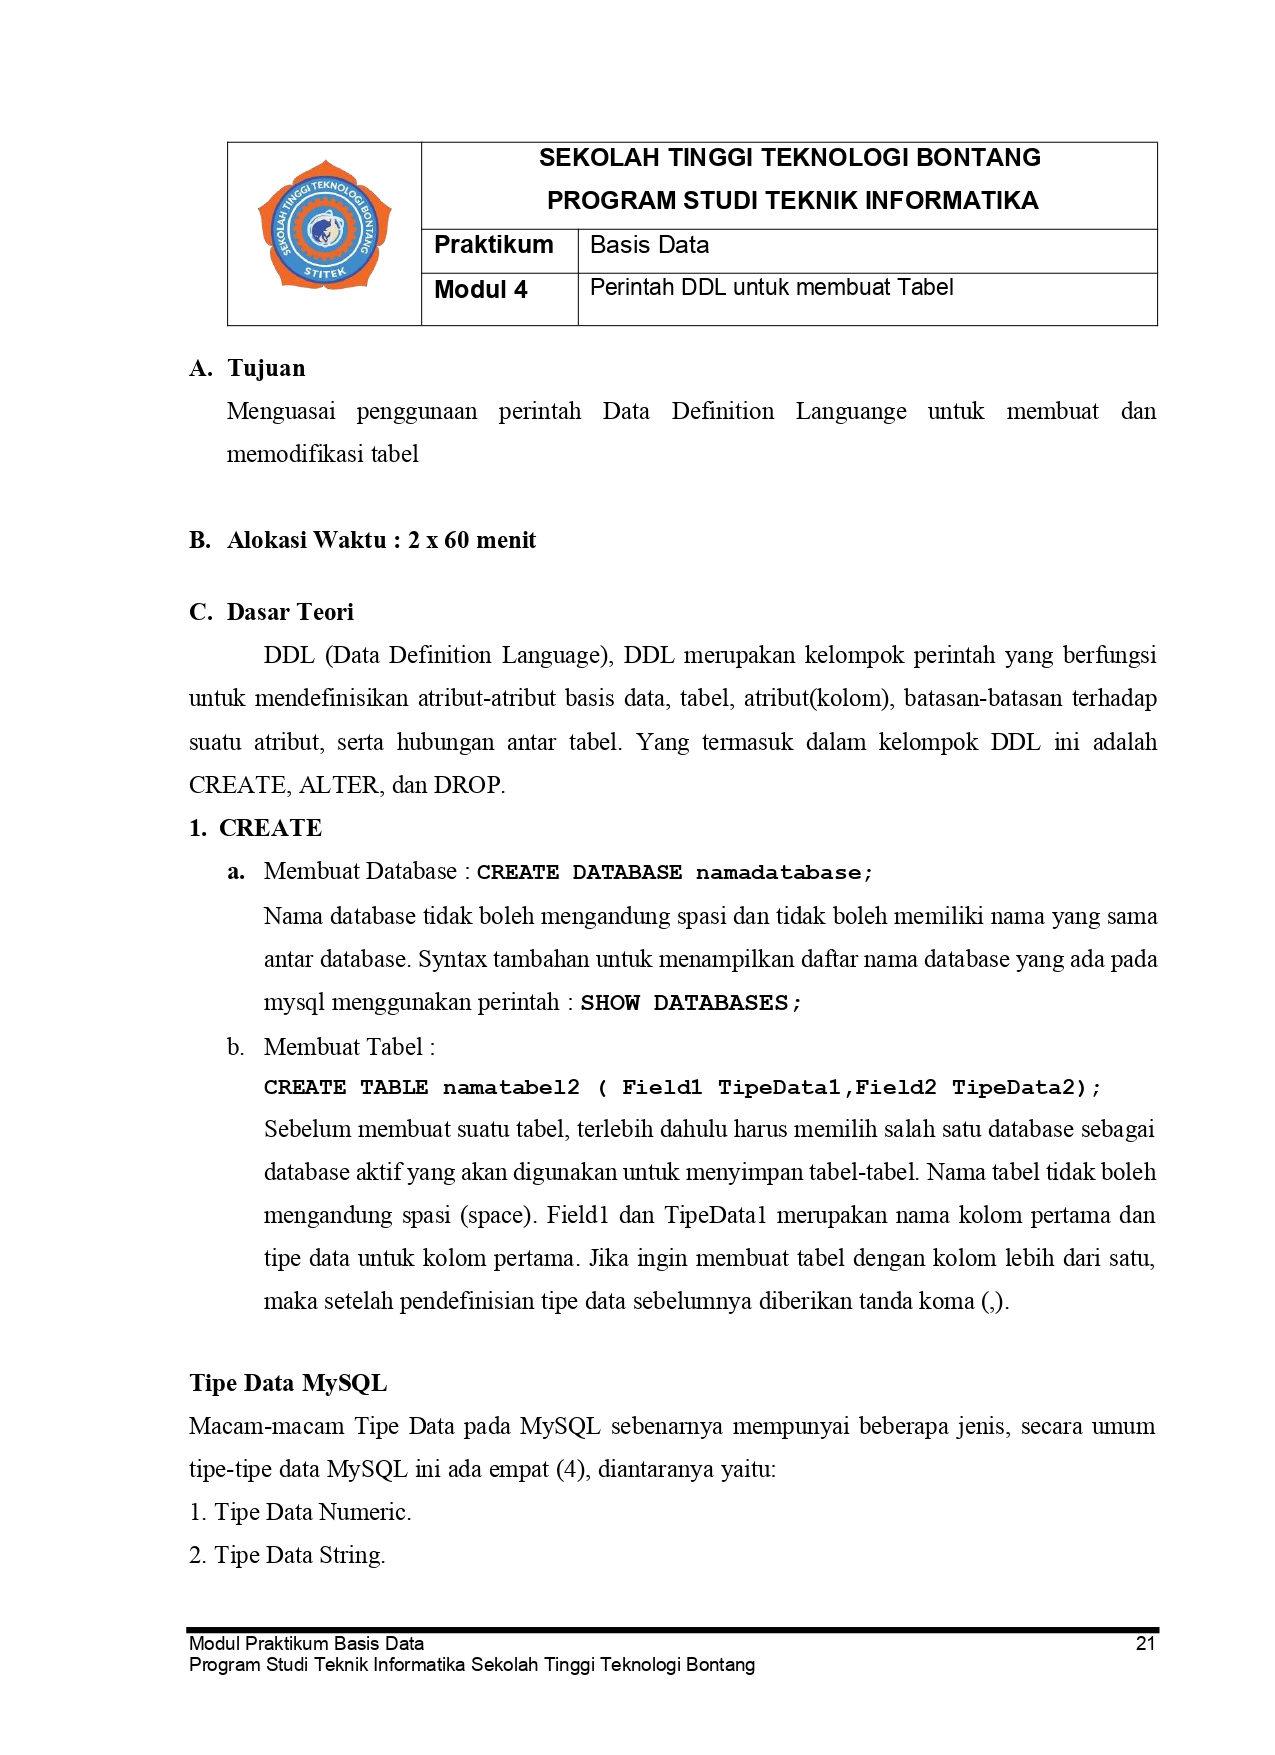 SEKOLAH TINGGI TEKNOLOGI BONTANG
STITEK
SEKOLAH TINGGI TEKNOLOGI BONTANG
PROGRAM STUDI TEKNIK INFORMATIKA
Praktikum Basis Data
Modul 4 Perintah DDL untuk membuat Tabel
A. Tujuan
Menguasai penggunaan perintah Data Definition Languange untuk membuat dan
memodifikasi tabel
B. Alokasi Waktu : 2 x 60 menit
C. Dasar Teori
DDL (Data Definition Language), DDL merupakan kelompok perintah yang berfungsi
untuk mendefinisikan atribut-atribut basis data, tabel, atribut(kolom), batasan-batasan terhadap
suatu atribut, serta hubungan antar tabel. Yang termasuk dalam kelompok DDL ini adalah
CREATE, ALTER, dan DROP.
1. CREATE
a. Membuat Database : CREATE DATABASE namadatabase;
Nama database tidak boleh mengandung spasi dan tidak boleh memiliki nama yang sama
antar database. Syntax tambahan untuk menampilkan daftar nama database yang ada pada
mysql menggunakan perintah : SHOW DATABASES;
b. Membuat Tabel :
CREATE TABLE namatabel2 ( Field1 TipeData1,Field2 TipeData2);
Sebelum membuat suatu tabel, terlebih dahulu harus memilih salah satu database sebagai
database aktif yang akan digunakan untuk menyimpan tabel-tabel. Nama tabel tidak boleh
mengandung spasi (space). Field1 dan TipeData1 merupakan nama kolom pertama dan
tipe data untuk kolom pertama. Jika ingin membuat tabel dengan kolom lebih dari satu,
maka setelah pendefinisian tipe data sebelumnya diberikan tanda koma (,).
Tipe Data MySQL
Macam-macam Tipe Data pada MySQL sebenarnya mempunyai beberapa jenis, secara umum
tipe-tipe data MySQL ini ada empat (4), diantaranya yaitu:
1. Tipe Data Numeric.
2. Tipe Data String.
Modul Praktikum Basis Data 21
Program Studi Teknik Informatika Sekolah Tinggi Teknologi Bontang